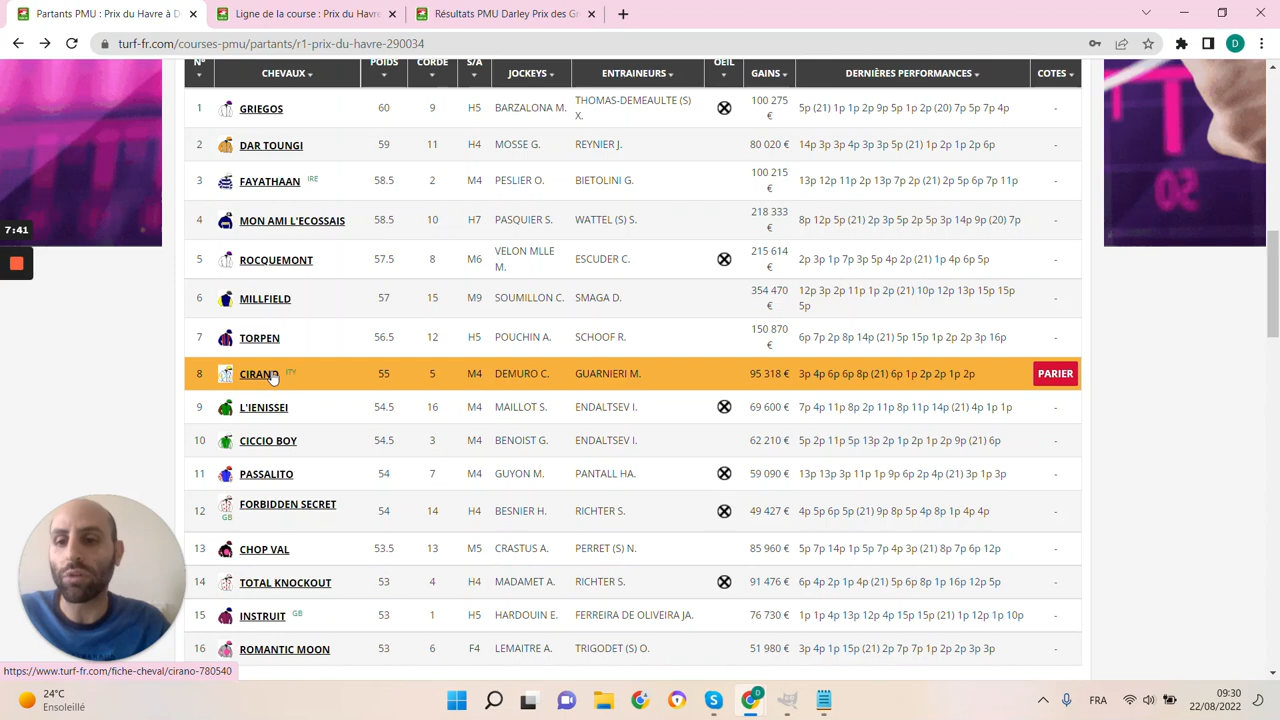 Partants PMU : Prix du Havre à D
Ligne de la course : Prix du Havre
Résultats PMU Darley Prix des Gr
turf-fr.com/courses-pmu/partants/r1-prix-du-havre-290034
N° CHEVAUX POIDS CORDE S/A JOCKEYS ENTRAINEURS OEIL GAINS DERNIÈRES PERFORMANCES COTES
1 GRIEGOS 60 9 H5 BARZALONA M. THOMAS-DEMEAULTE (S) X. 100 275 € 5p (21) 1p 1p 2p 9p 5p 1p 2p (20) 7p 5p 7p 4p -
2 DAR TOUNGI 59 11 H4 MOSSE G. REYNIER J. 80 020 € 14p 3p 3p 4p 3p 3p 5p (21) 1p 2p 1p 2p 6p -
3 FAYATHAAN IRE 58.5 2 M4 PESLIER O. BIETOLINI G. 100 215 € 13p 12p 11p 2p 13p 7p 2p (21) 2p 5p 6p 7p 11p -
4 MON AMI L'ECOSSAIS 58.5 10 H7 PASQUIER S. WATTEL (S) S. 218 333 € 8p 12p 5p (21) 2p 3p 5p 2p 5p 3p 14p 9p (20) 7p -
5 ROCQUEMONT 57.5 8 M6 VELON MLLE M. ESCUDER C. 215 614 € 2p 3p 1p 7p 3p 5p 4p 2p (21) 1p 4p 6p 5p -
6 MILLFIELD 57 15 M9 SOUMILLON C. SMAGA D. 354 470 € 12p 3p 2p 11p 1p 2p (21) 10p 12p 13p 15p 15p 5p -
7 TORPEN 56.5 12 H5 POUCHIN A. SCHOOF R. 150 870 € 6p 7p 2p 8p 14p (21) 5p 15p 1p 2p 2p 3p 16p -
8 CIRANO ITY 55 5 M4 DEMURO C. GUARNIERI M. 95 318 € 3p 4p 6p 6p 8p (21) 6p 1p 2p 2p 1p 2p PARIER
9 L'IENISSEI 54.5 16 M4 MAILLOT S. ENDALTSEV I. 69 600 € 7p 4p 11p 8p 2p 11p 8p 11p 14p (21) 4p 1p 1p -
10 CICCIO BOY 54.5 3 M4 BENOIST G. ENDALTSEV I. 62 210 € 5p 2p 11p 5p 13p 2p 1p 2p 1p 2p 9p (21) 6p -
11 PASSALITO 54 7 M4 GUYON M. PANTALL HA. 59 090 € 13p 13p 3p 11p 1p 9p 6p 2p 4p (21) 3p 1p 3p -
12 FORBIDDEN SECRET GB 54 14 H4 BESNIER H. RICHTER S. 49 427 € 4p 5p 6p 5p (21) 9p 8p 5p 4p 8p 1p 4p 4p -
13 CHOP VAL 53.5 13 M5 CRASTUS A. PERRET (S) N. 85 960 € 5p 7p 14p 1p 5p 7p 4p 3p (21) 8p 7p 6p 12p -
14 TOTAL KNOCKOUT 53 4 H4 MADAMET A. RICHTER S. 91 476 € 6p 4p 2p 1p 4p (21) 5p 6p 8p 1p 16p 12p 5p -
15 INSTRUIT GB 53 1 H5 HARDOUIN E. FERREIRA DE OLIVEIRA JA. 76 730 € 1p 1p 4p 13p 12p 4p 15p 15p (21) 1p 12p 1p 10p -
16 ROMANTIC MOON 53 6 F4 LEMAITRE A. TRIGODET (S) O. 51 980 € 3p 4p 1p 15p (21) 2p 7p 7p 1p 2p 2p 3p 3p -
7:41
https://www.turf-fr.com/fiche-cheval/cirano-780540
24°C
Ensoleillé
FRA
09:30
22/08/2022